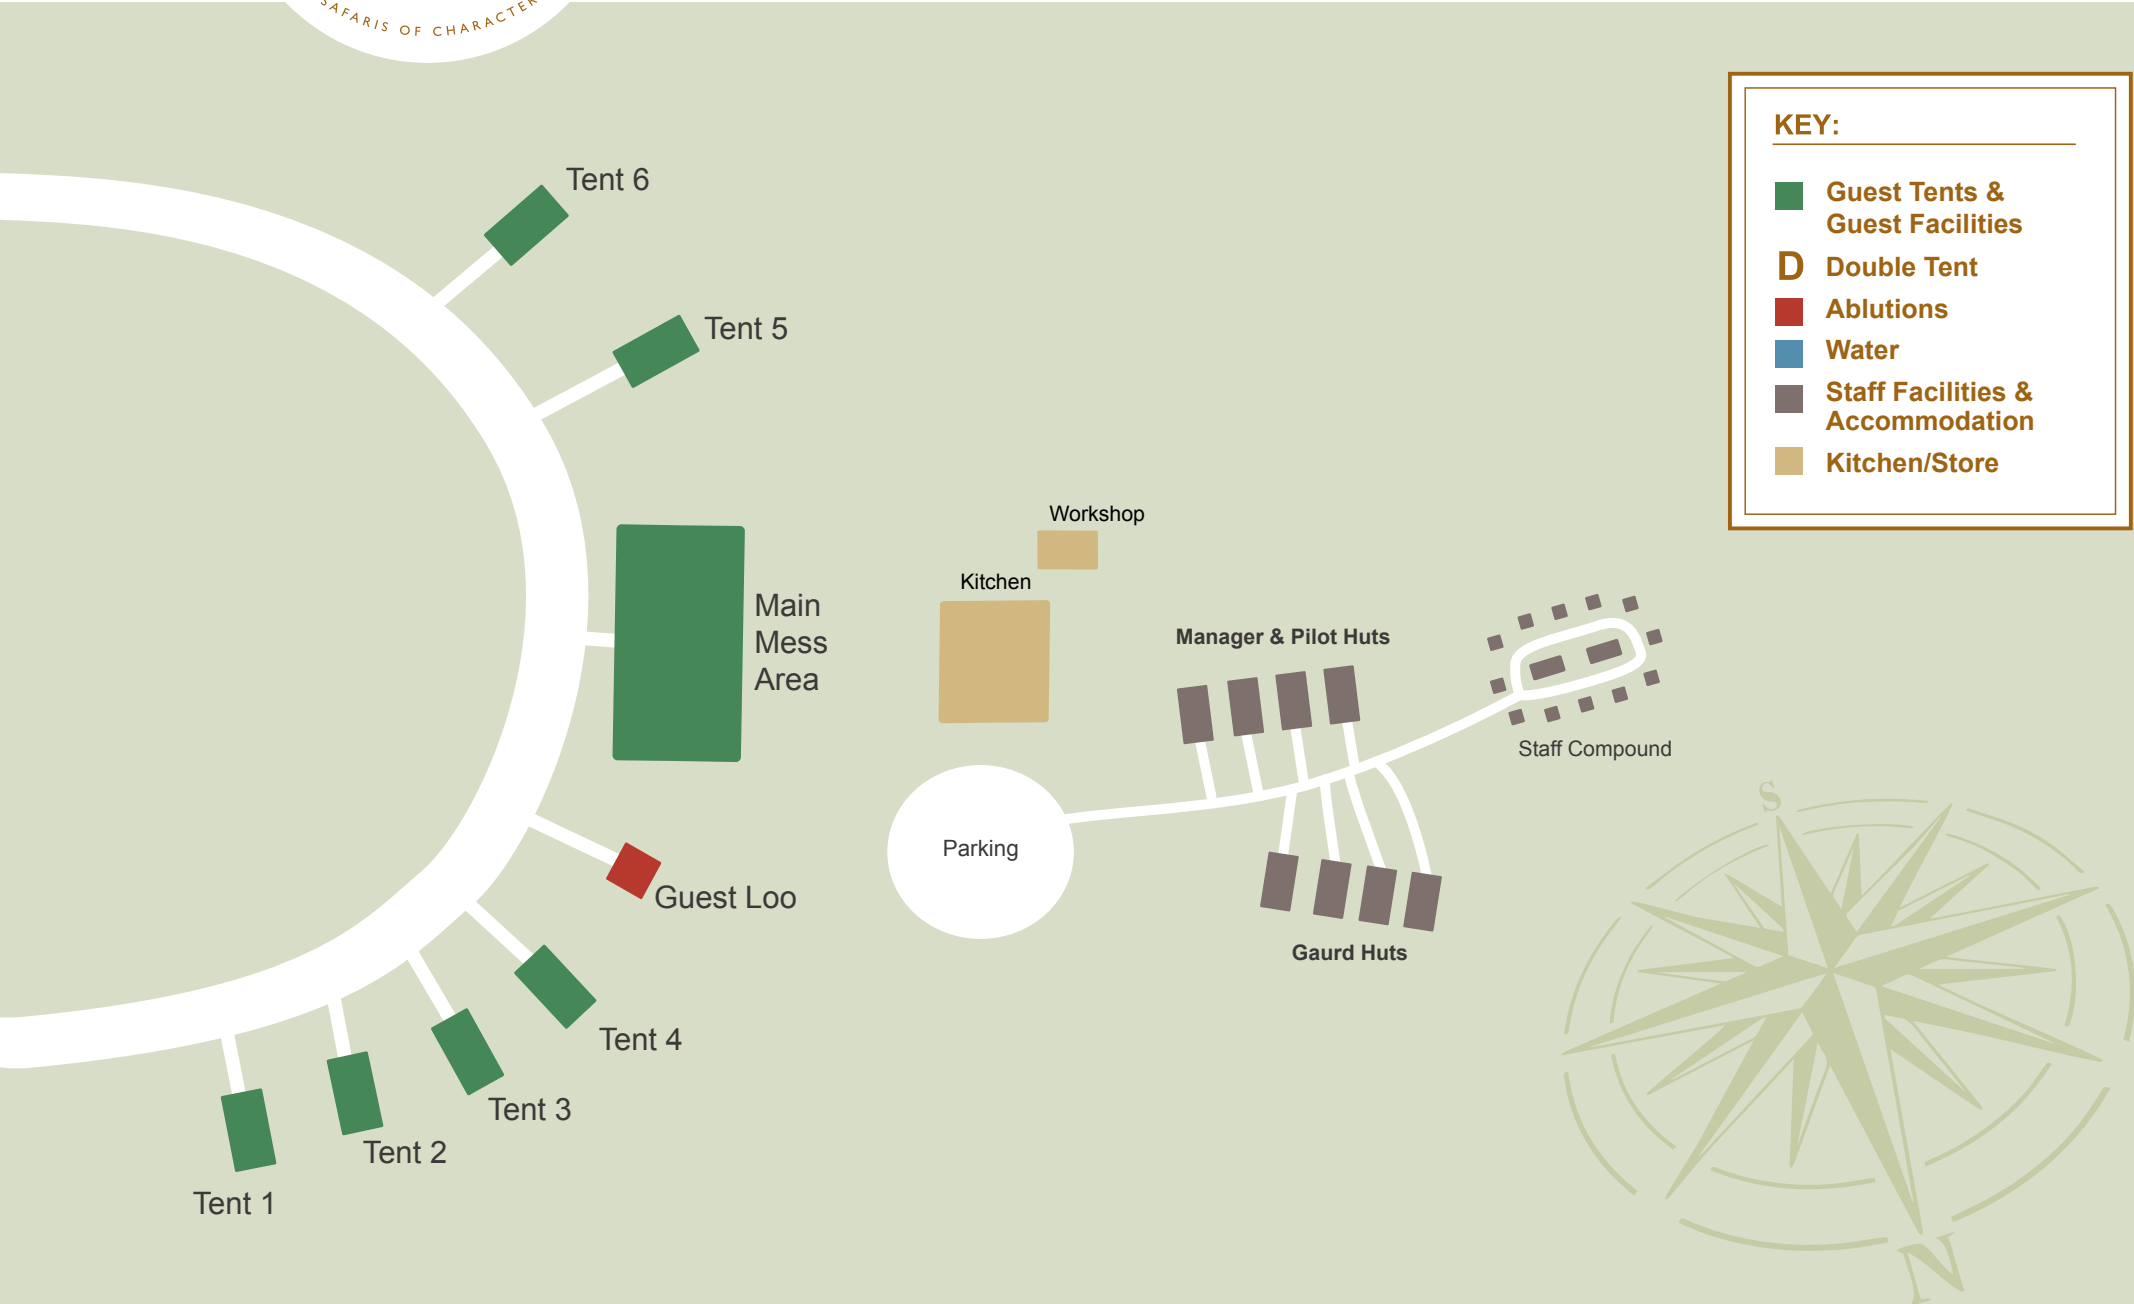 SAFARIS OF CHARACTER
KEY:
Guest Tents &
Guest Facilities
D Double Tent
Ablutions
Water
Staff Facilities &
Accommodation
Kitchen/Store
Tent 6
Tent 5
Workshop
Kitchen
Main
Mess
Area
Manager & Pilot Huts
Staff Compound
S
Parking
Guest Loo
Gaurd Huts
Tent 4
Tent 3
Tent 2
Tent 1
N